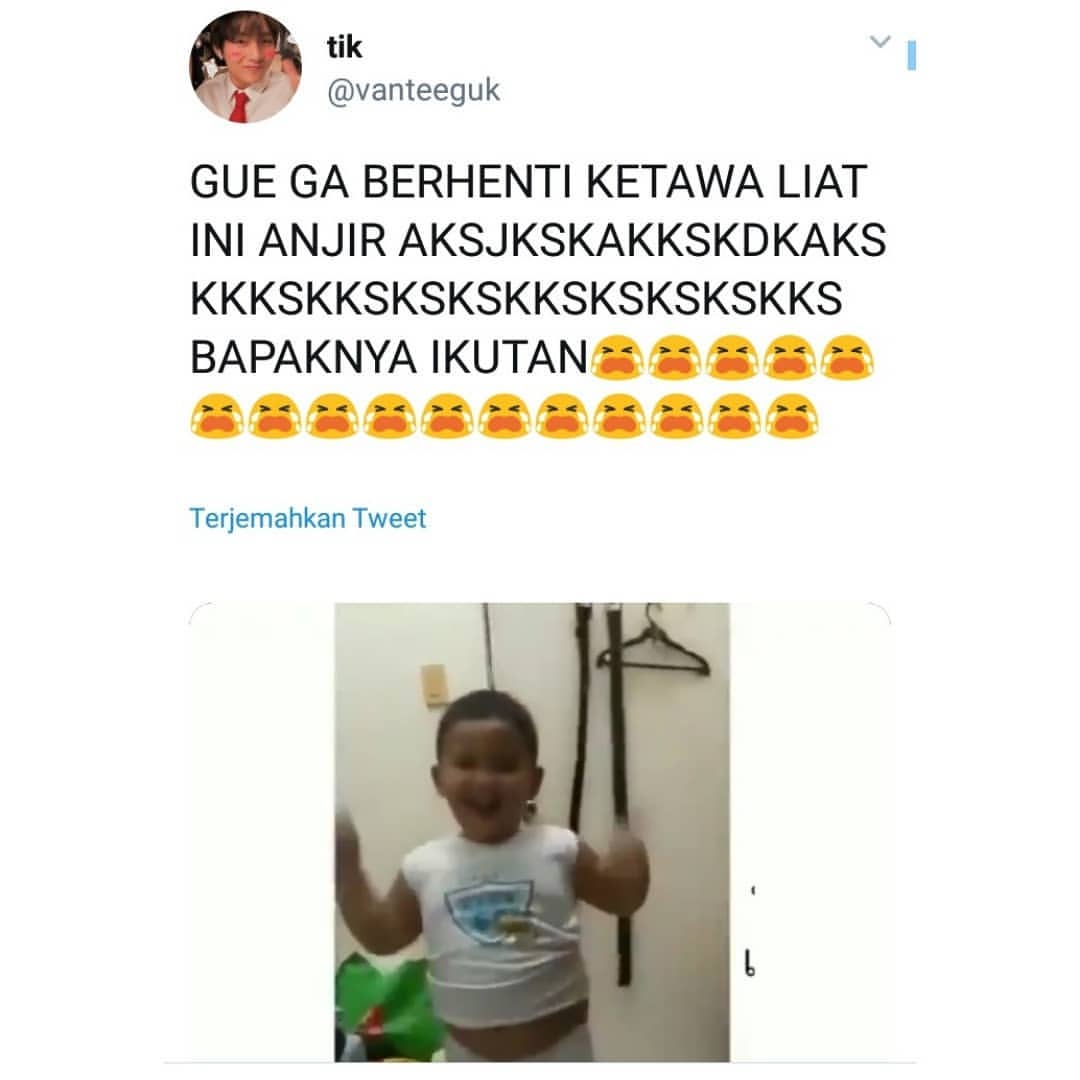 tik
@vanteeguk
GUE GA BERHENTI KETAWA LIAT
INI ANJIR AKSJKSKAKKSKDKAKS
KKKSKKSKSKSKKSKSKSKSKKS
BAPAKNYA IKUTAN😭😭😭😭😭
😭😭😭😭😭😭😭😭😭😭😭
Terjemahkan Tweet